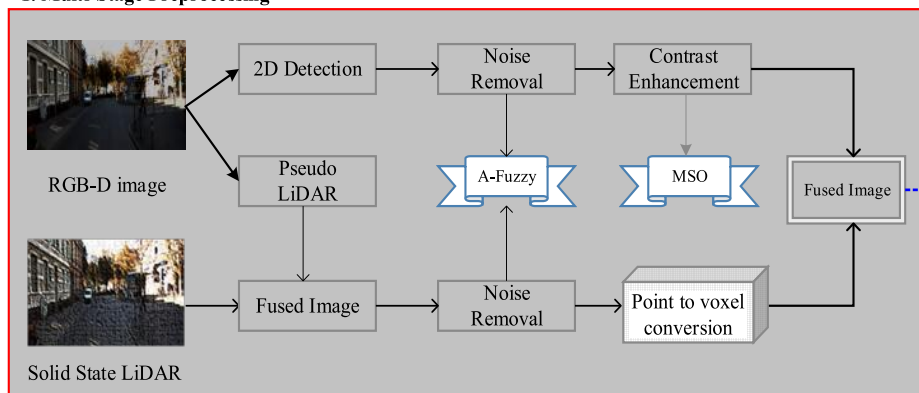 2D Detection
Noise
Removal
Contrast
Enhancement
RGB-D image
Pseudo
LiDAR
A-Fuzzy
MSO
Fused Image
Fused Image
Noise
Removal
Point to voxel
conversion
Solid State LiDAR